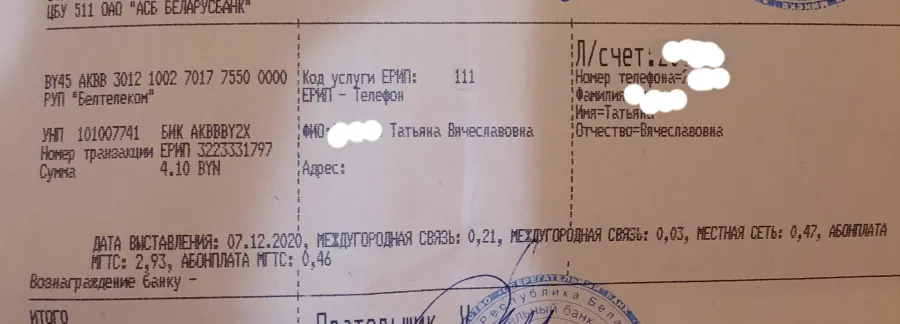 ЦБУ 511 ОАО "АСБ БЕЛАРУСБАНК"
Л/счет:
BY45 AKBB 3012 1002 7017 7550 0000
Код услуги ЕРИП: 111
Номер телефона=2
РУП "Белтелеком"
ЕРИП - Телефон
Фамилия
Имя=Татьяна
УНП 101007741 БИК AKBBBY2X
ФИО: Татьяна Вячеславовна
Отчество=Вячеславовна
Номер транзакции ЕРИП 3223331797
Сумма 4.10 BYN
Адрес:
ДАТА ВЫСТАВЛЕНИЯ: 07.12.2020, МЕЖДУГОРОДНАЯ СВЯЗЬ: 0,21, МЕЖДУГОРОДНАЯ СВЯЗЬ: 0,03, МЕСТНАЯ СЕТЬ: 0,47, АБОНПЛАТА
МГТС: 2,93, АБОНПЛАТА МГТС: 0,46
Вознаграждение банку -
ИТОГО
Плательщик
Республика